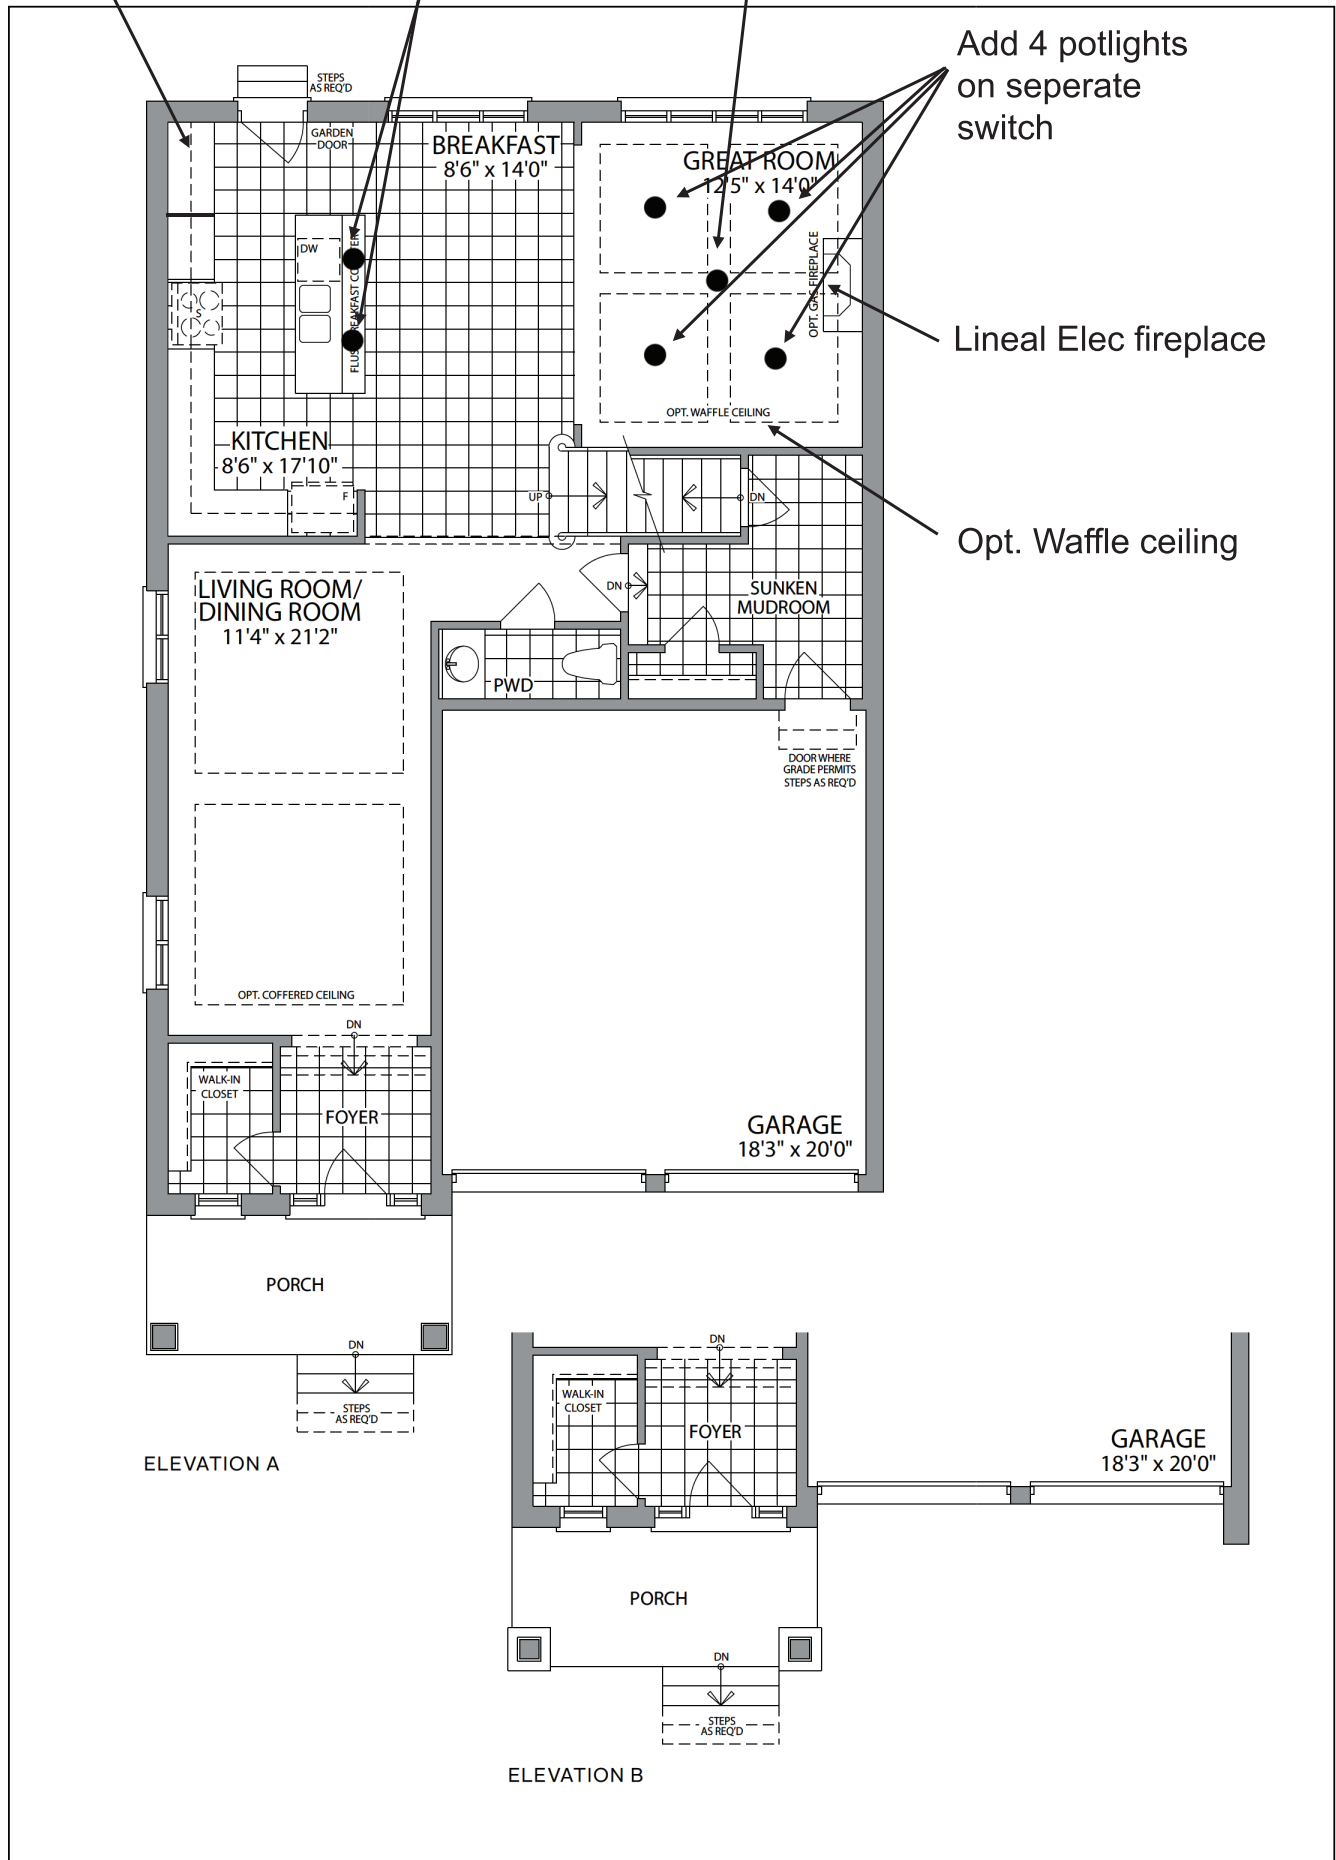 Add 4 potlights
on seperate
switch
STEPS
AS REQ'D
GARDEN
DOOR
BREAKFAST
8'6" x 14'0"
GREAT ROOM
12'5" x 14'0"
DW
FLUSH BREAKFAST COUNTER
OPT. GAS FIREPLACE
S
Lineal Elec fireplace
OPT. WAFFLE CEILING
KITCHEN
8'6" x 17'10"
F
UP
DN
Opt. Waffle ceiling
LIVING ROOM/
DINING ROOM
11'4" x 21'2"
DN
SUNKEN
MUDROOM
PWD
DOOR WHERE
GRADE PERMITS
STEPS AS REQ'D
OPT. COFFERED CEILING
DN
WALK-IN
CLOSET
FOYER
GARAGE
18'3" x 20'0"
PORCH
DN
STEPS
AS REQ'D
ELEVATION A
DN
WALK-IN
CLOSET
FOYER
GARAGE
18'3" x 20'0"
PORCH
DN
STEPS
AS REQ'D
ELEVATION B